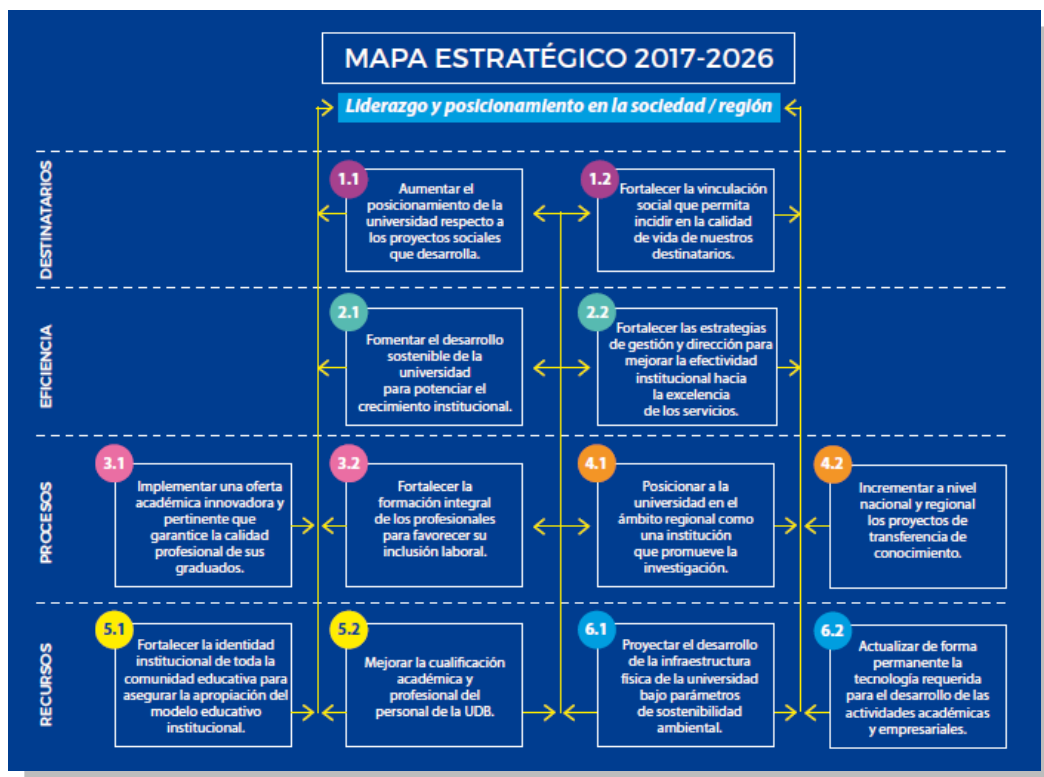 MAPA ESTRATÉGICO 2017-2026
Liderazgo y posicionamiento en la sociedad / región
DESTINATARIOS
1.1
Aumentar el
posicionamiento de la
universidad respecto a
los proyectos sociales
que desarrolla.
1.2
Fortalecer la vinculación
social que permita
incidir en la calidad
de vida de nuestros
destinatarios.
EFICIENCIA
2.1
Fomentar el desarrollo
sostenible de la
universidad
para potenciar el
crecimiento institucional.
2.2
Fortalecer las estrategias
de gestión y dirección para
mejorar la efectividad
institucional hacia
la excelencia
de los servicios.
PROCESOS
3.1
Implementar una oferta
académica innovadora y
pertinente que
garantice la calidad
profesional de sus
graduados.
3.2
Fortalecer la
formación integral
de los profesionales
para favorecer su
inclusión laboral.
4.1
Posicionar a la
universidad en el
ámbito regional como
una institución
que promueve la
investigación.
4.2
Incrementar a nivel
nacional y regional
los proyectos de
transferencia de
conocimiento.
RECURSOS
5.1
Fortalecer la identidad
institucional de toda la
comunidad educativa para
asegurar la apropiación del
modelo educativo
institucional.
5.2
Mejorar la cualificación
académica y
profesional del
personal de la UDB.
6.1
Proyectar el desarrollo
de la infraestructura
física de la universidad
bajo parámetros
de sostenibilidad
ambiental.
6.2
Actualizar de forma
permanente la
tecnología requerida
para el desarrollo de las
actividades académicas
y empresariales.